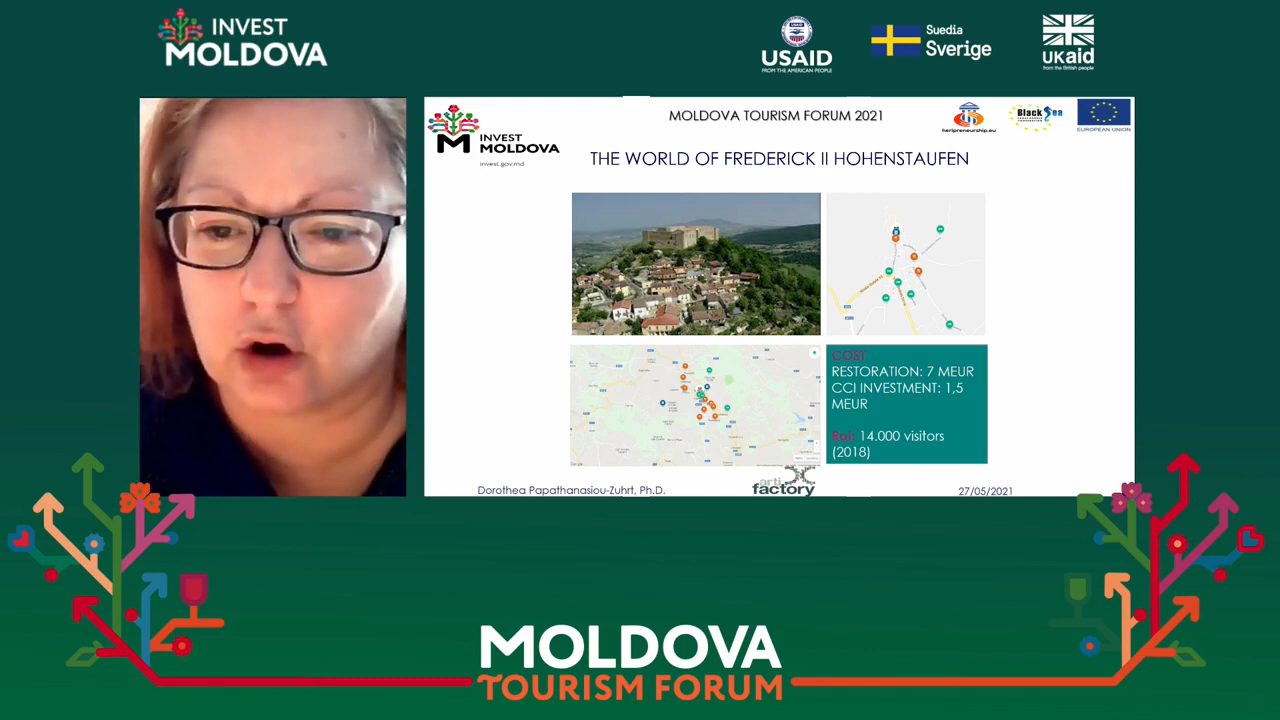 INVEST
MOLDOVA
USAID
FROM THE AMERICAN PEOPLE
Suedia
Sverige
UKaid
from the British people
INVEST
MOLDOVA
invest.gov.md
MOLDOVA TOURISM FORUM 2021
heripreneurship.eu
Black Sea
EUROPEAN UNION
THE WORLD OF FREDERICK II HOHENSTAUFEN
COST
RESTORATION: 7 MEUR
CCI INVESTMENT: 1,5
MEUR
RoI: 14.000 visitors
(2018)
Dorothea Papathanasiou-Zuhrt, Ph.D.
arti
factory
27/05/2021
MOLDOVA
TOURISM FORUM